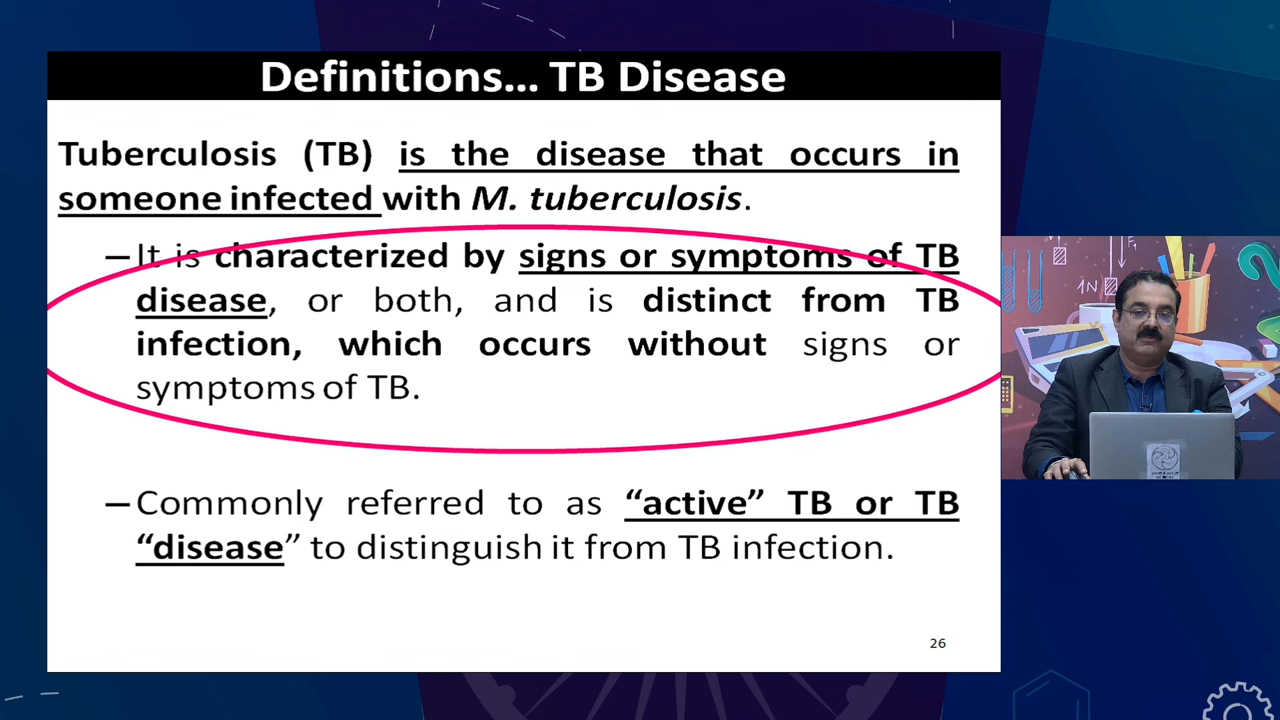 Definitions... TB Disease
Tuberculosis (TB) is the disease that occurs in
someone infected with M. tuberculosis.
– It is characterized by signs or symptoms of TB
disease, or both, and is distinct from TB
infection, which occurs without signs or
symptoms of TB.
– Commonly referred to as “active” TB or TB
“disease” to distinguish it from TB infection.
26
F₁
1N